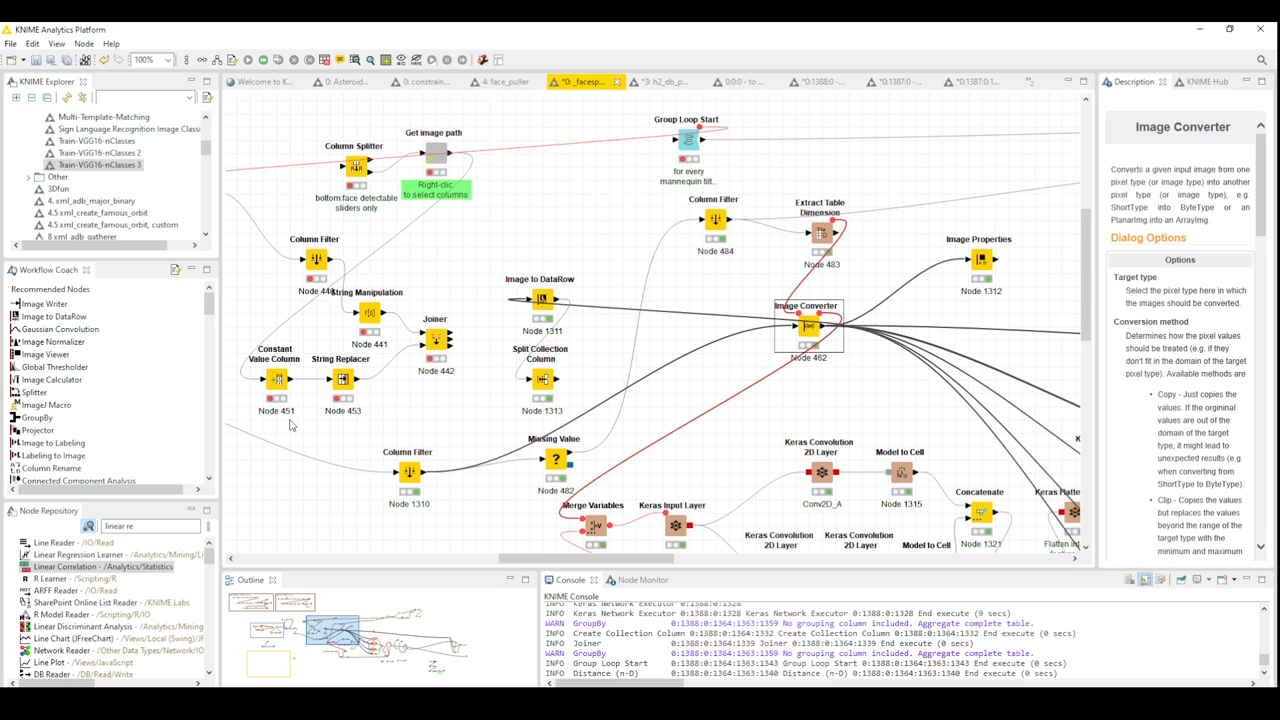 KNIME Analytics Platform
File Edit View Node Help
100%
KNIME Explorer
Multi-Template-Matching
Sign Language Recognition Image Classi
Train-VGG16-nClasses
Train-VGG16-nClasses 2
Train-VGG16-nClasses 3
Other
3Dfun
4. xml_adb_major_binary
4.5 xml_create_famous_orbit
4.5 xml_create_famous_orbit, custom
8 xml_adb_gatherer
Workflow Coach
Recommended Nodes
Image Writer
Image to DataRow
Gaussian Convolution
Image Normalizer
Image Viewer
Global Thresholder
Image Calculator
Splitter
ImageJ Macro
GroupBy
Projector
Image to Labeling
Labeling to Image
Column Rename
Connected Component Analysis
Node Repository
linear re
Line Reader - /IO/Read
Linear Regression Learner - /Analytics/Mining/Li
Linear Correlation - /Analytics/Statistics
R Learner - /Scripting/R
ARFF Reader - /IO/Read
SharePoint Online List Reader - /KNIME Labs
R Model Reader - /Scripting/R/IO
Linear Discriminant Analysis - /Analytics/Mining
Line Chart (JFreeChart) - /Views/Local (Swing)/JF
Network Reader - /Other Data Types/Network/IO
Line Plot - /Views/JavaScript
DB Reader - /DB/Read/Write
Welcome to K...
0: Asteroid...
0: constrain...
4: face_puller
*0: _facesp...
*3: h2_db_p...
0:0:0 - to ...
*0:1388:0 ...
*0:1387:0 ...
*0:1387:0:1...
Column Splitter
bottom:face detectable
sliders only
Get image path
Right-clic
to select columns
Group Loop Start
for every
mannequin tilt...
Column Filter
Node 484
Extract Table
Dimension
Node 483
Image Properties
Node 1312
Column Filter
Node 440
String Manipulation
Node 441
Joiner
Node 442
Image to DataRow
Node 1311
Image Converter
Node 462
Constant
Value Column
Node 451
String Replacer
Node 453
Split Collection
Column
Node 1313
Column Filter
Node 1310
Missing Value
Node 482
Keras Convolution
2D Layer
Conv2D_A
Model to Cell
Node 1315
Concatenate
Node 1321
Keras Flatte
Flatten int
Merge Variables
Keras Input Layer
Keras Convolution
2D Layer
Keras Convolution
2D Layer
Model to Cell
Description
KNIME Hub
Image Converter
Converts a given input image from one
pixel type (or image type) into another
pixel type (or image type), e.g.
ShortType into ByteType or an
PlanarImg into an ArrayImg.
Dialog Options
Options
Target type
Select the pixel type here in which
the images should be converted.
Conversion method
Determines how the pixel values
should be treated (e.g. if they
don't fit in the domain of the target
pixel type). Available methods are
• Copy - Just copies the
values. If the orginial
values are out of the
domain of the target
type, it might lead to
unexpected results (e.g.
when converting from
ShortType to ByteType).
• Clip - Copies the values
but replaces the values
beyond the range of the
target type with the
minimum and maximum
Outline
Console
Node Monitor
KNIME Console
INFO Keras Network Executor 0:1388:0:1328 Keras Network Executor 0:1388:0:1328 End execute (9 secs)
WARN GroupBy 0:1388:0:1364:1363:1359 No grouping column included. Aggregate complete table.
INFO Create Collection Column 0:1388:0:1364:1332 Create Collection Column 0:1388:0:1364:1332 End execute (0 secs)
INFO Joiner 0:1388:0:1364:1339 Joiner 0:1388:0:1364:1339 End execute (0 secs)
WARN GroupBy 0:1388:0:1364:1363:1359 No grouping column included. Aggregate complete table.
INFO Group Loop Start 0:1388:0:1364:1363:1343 Group Loop Start 0:1388:0:1364:1363:1343 End execute (0 secs)
INFO Distance (n-D) 0:1388:0:1364:1363:1340 Distance (n-D) 0:1388:0:1364:1363:1340 End execute (0 secs)